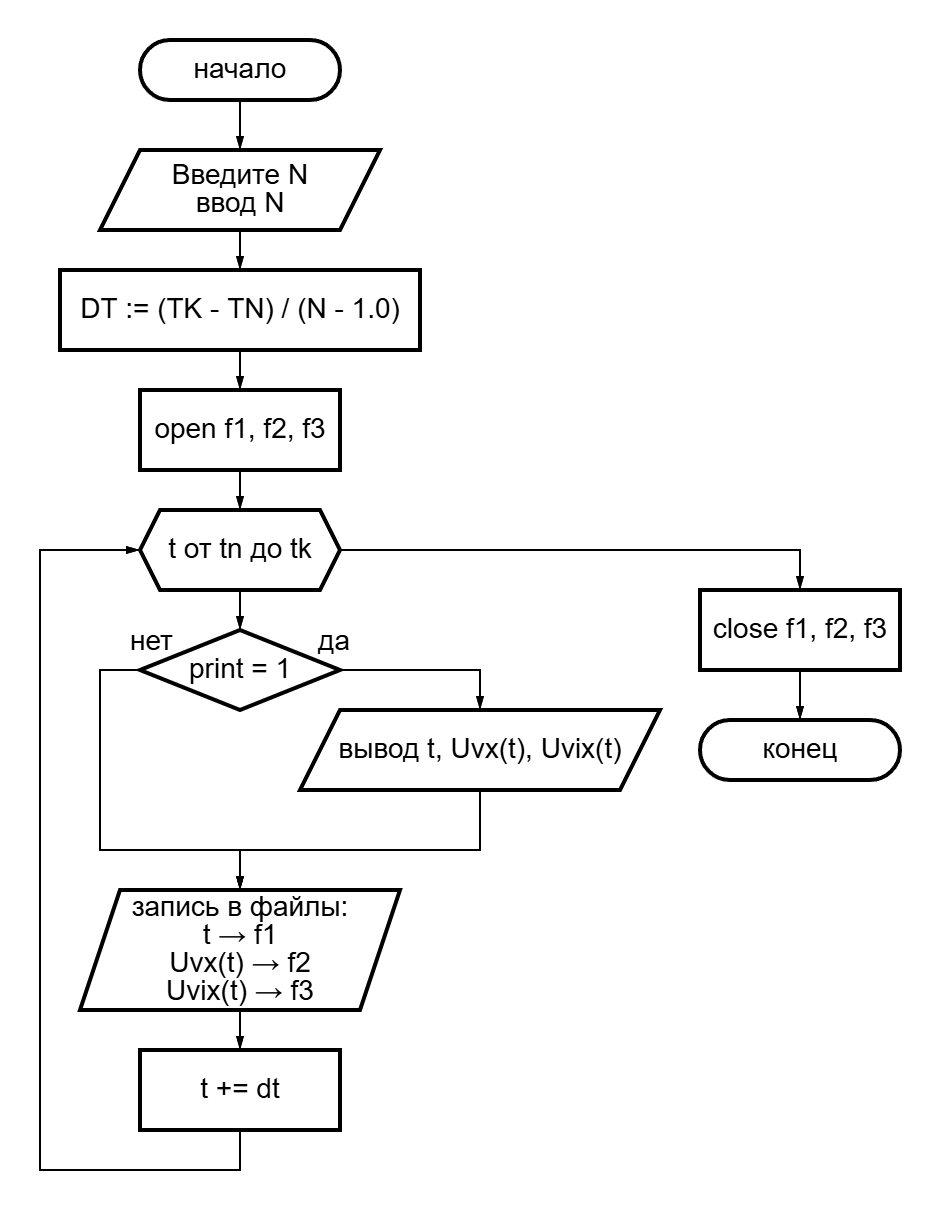 начало
Введите N
ввод N
DT := (TK - TN) / (N - 1.0)
open f1, f2, f3
t от tn до tk
нет
да
print = 1
вывод t, Uvx(t), Uvix(t)
запись в файлы:
t → f1
Uvx(t) → f2
Uvix(t) → f3
t += dt
close f1, f2, f3
конец